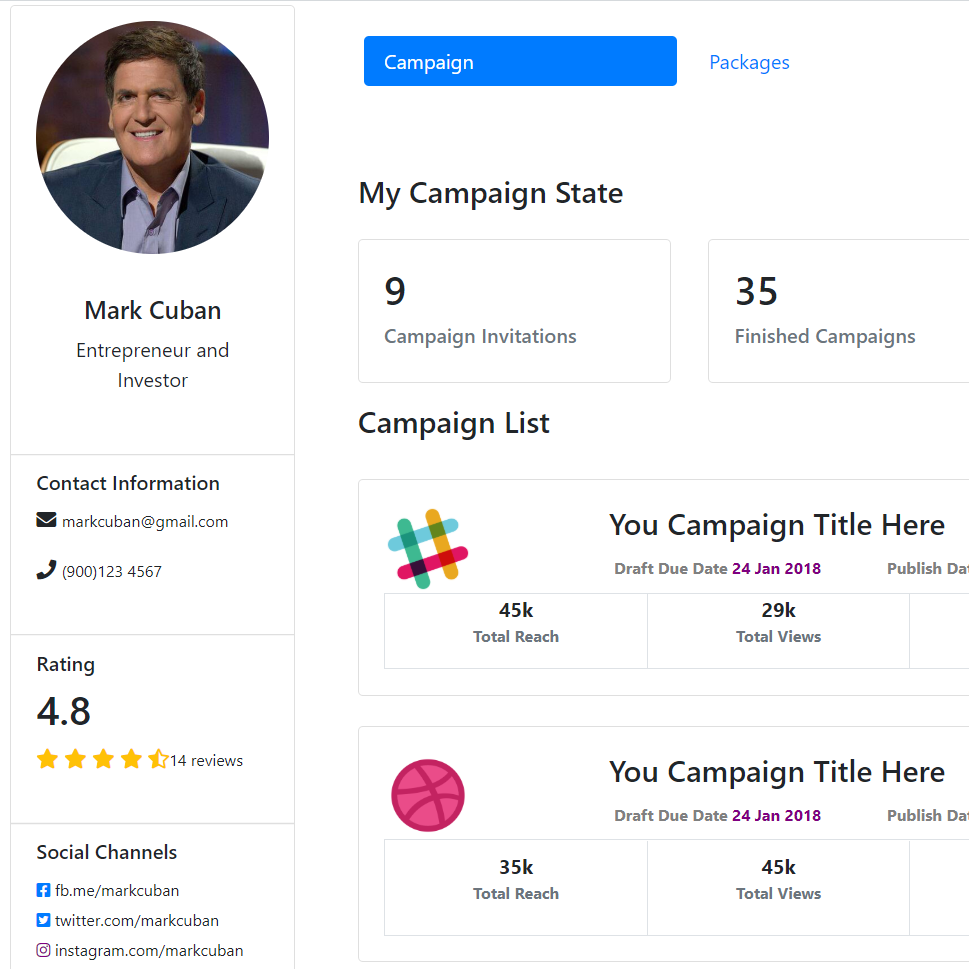 Campaign
Packages
Mark Cuban
Entrepreneur and
Investor
Contact Information
markcuban@gmail.com
(900)123 4567
Rating
4.8
14 reviews
Social Channels
fb.me/markcuban
twitter.com/markcuban
instagram.com/markcuban
My Campaign State
9
Campaign Invitations
35
Finished Campaigns
Campaign List
You Campaign Title Here
Draft Due Date 24 Jan 2018
Publish Dat
45k
Total Reach
29k
Total Views
You Campaign Title Here
Draft Due Date 24 Jan 2018
Publish Dat
35k
Total Reach
45k
Total Views